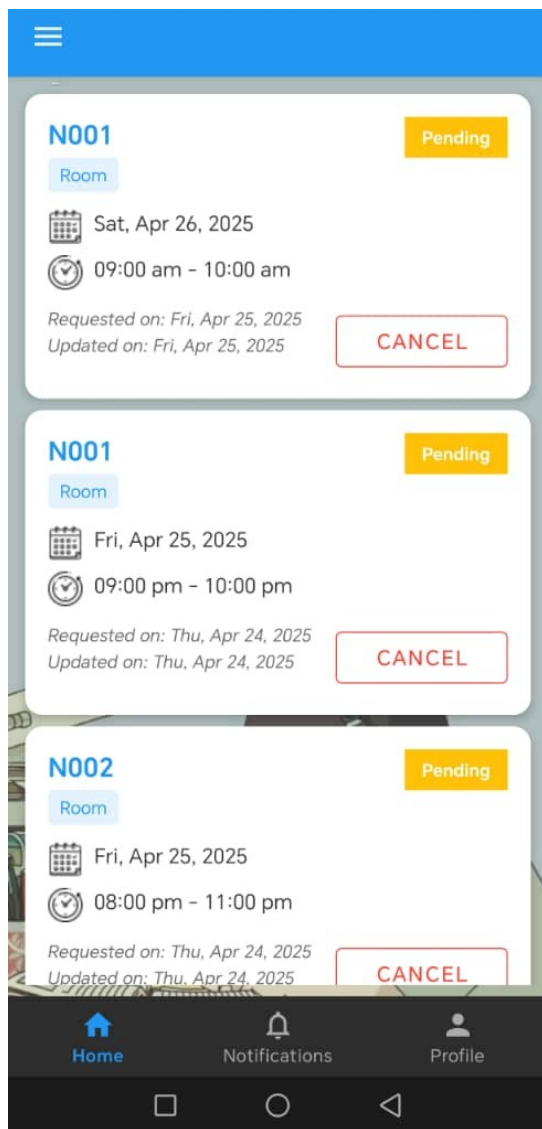 N001
Pending
Room
Sat, Apr 26, 2025
09:00 am - 10:00 am
Requested on: Fri, Apr 25, 2025
Updated on: Fri, Apr 25, 2025
CANCEL
N001
Pending
Room
Fri, Apr 25, 2025
09:00 pm - 10:00 pm
Requested on: Thu, Apr 24, 2025
Updated on: Thu, Apr 24, 2025
CANCEL
N002
Pending
Room
Fri, Apr 25, 2025
08:00 pm - 11:00 pm
Requested on: Thu, Apr 24, 2025
Updated on: Thu, Apr 24, 2025
CANCEL
Home
Notifications
Profile